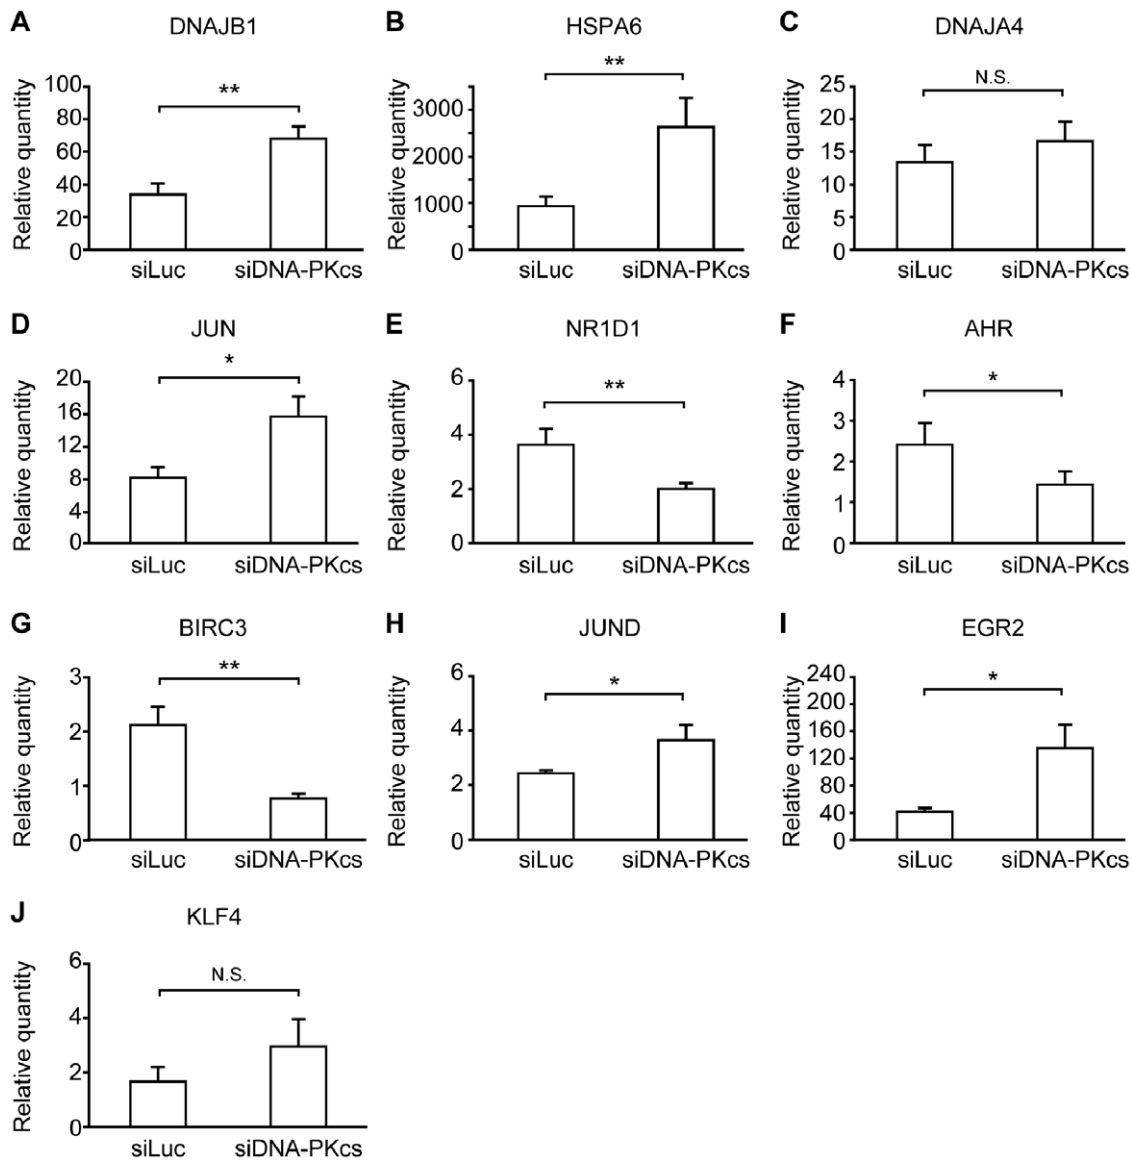 A DNAJB1
Relative quantity
100
80
60
40
20
0
**
siLuc siDNA-PKcs
B HSPA6
Relative quantity
3000
2000
1000
0
**
siLuc siDNA-PKcs
C DNAJA4
Relative quantity
25
20
15
10
5
0
N.S.
siLuc siDNA-PKcs
D JUN
Relative quantity
20
16
12
8
4
0
*
siLuc siDNA-PKcs
E NR1D1
Relative quantity
6
4
2
0
**
siLuc siDNA-PKcs
F AHR
Relative quantity
4
3
2
1
0
*
siLuc siDNA-PKcs
G BIRC3
Relative quantity
3
2
1
0
**
siLuc siDNA-PKcs
H JUND
Relative quantity
6
4
2
0
*
siLuc siDNA-PKcs
I EGR2
Relative quantity
240
200
160
120
80
40
0
*
siLuc siDNA-PKcs
J KLF4
Relative quantity
6
4
2
0
N.S.
siLuc siDNA-PKcs